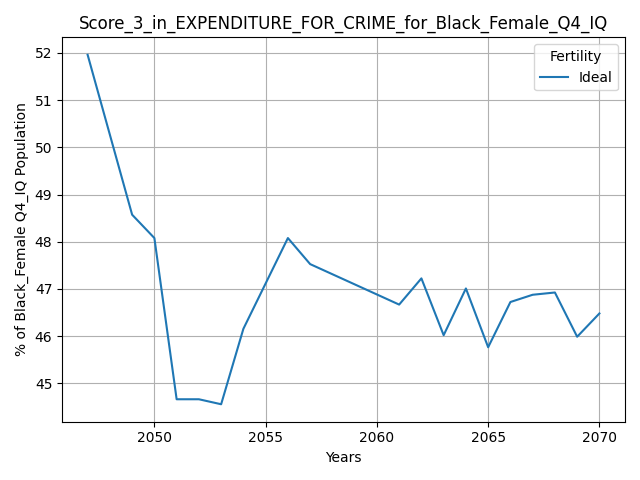 Score_3_in_EXPENDITURE_FOR_CRIME_for_Black_Female_Q4_IQ
Fertility
Ideal
% of Black_Female Q4_IQ Population
52
51
50
49
48
47
46
45
2050
2055
2060
2065
2070
Years